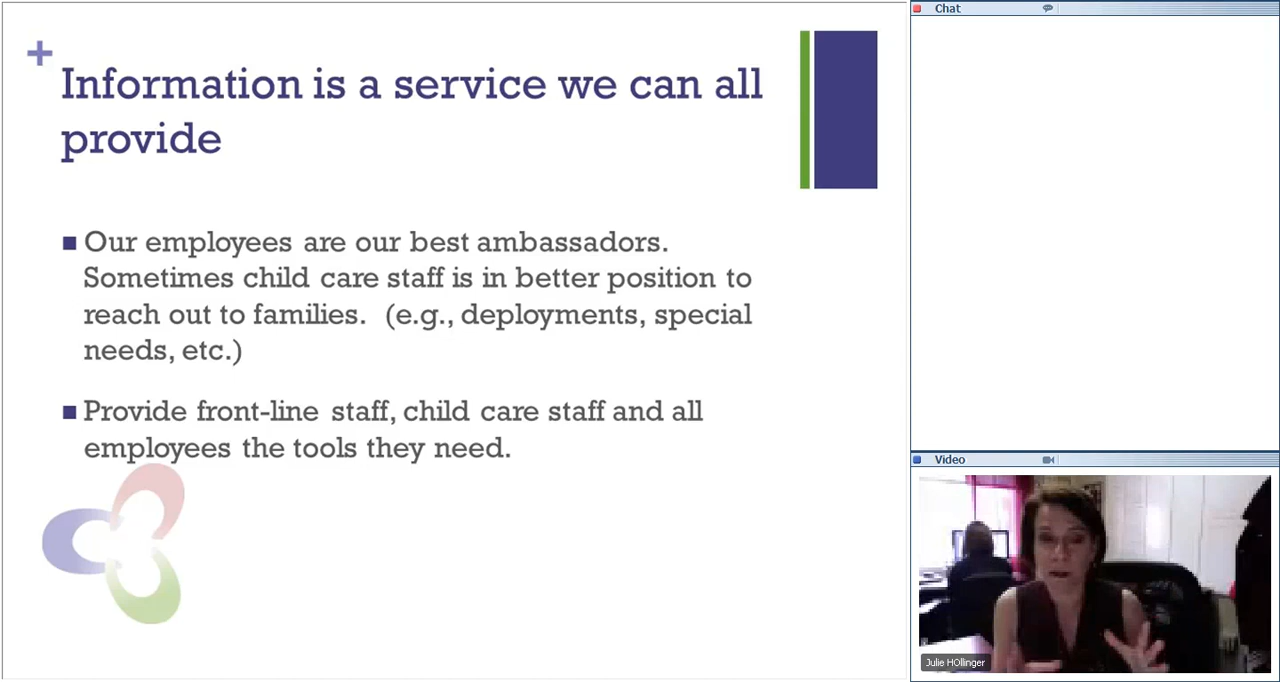 +
Information is a service we can all
provide
Our employees are our best ambassadors.
Sometimes child care staff is in better position to
reach out to families. (e.g., deployments, special
needs, etc.)
Provide front-line staff, child care staff and all
employees the tools they need.
Chat
Video
Julie HOllinger